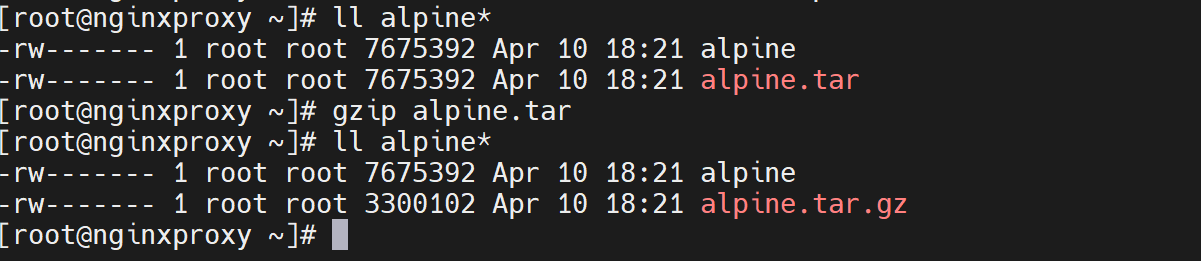 [root@nginxproxy ~]# ll alpine*
-rw------- 1 root root 7675392 Apr 10 18:21 alpine
-rw------- 1 root root 7675392 Apr 10 18:21 alpine.tar
[root@nginxproxy ~]# gzip alpine.tar
[root@nginxproxy ~]# ll alpine*
-rw------- 1 root root 7675392 Apr 10 18:21 alpine
-rw------- 1 root root 3300102 Apr 10 18:21 alpine.tar.gz
[root@nginxproxy ~]#